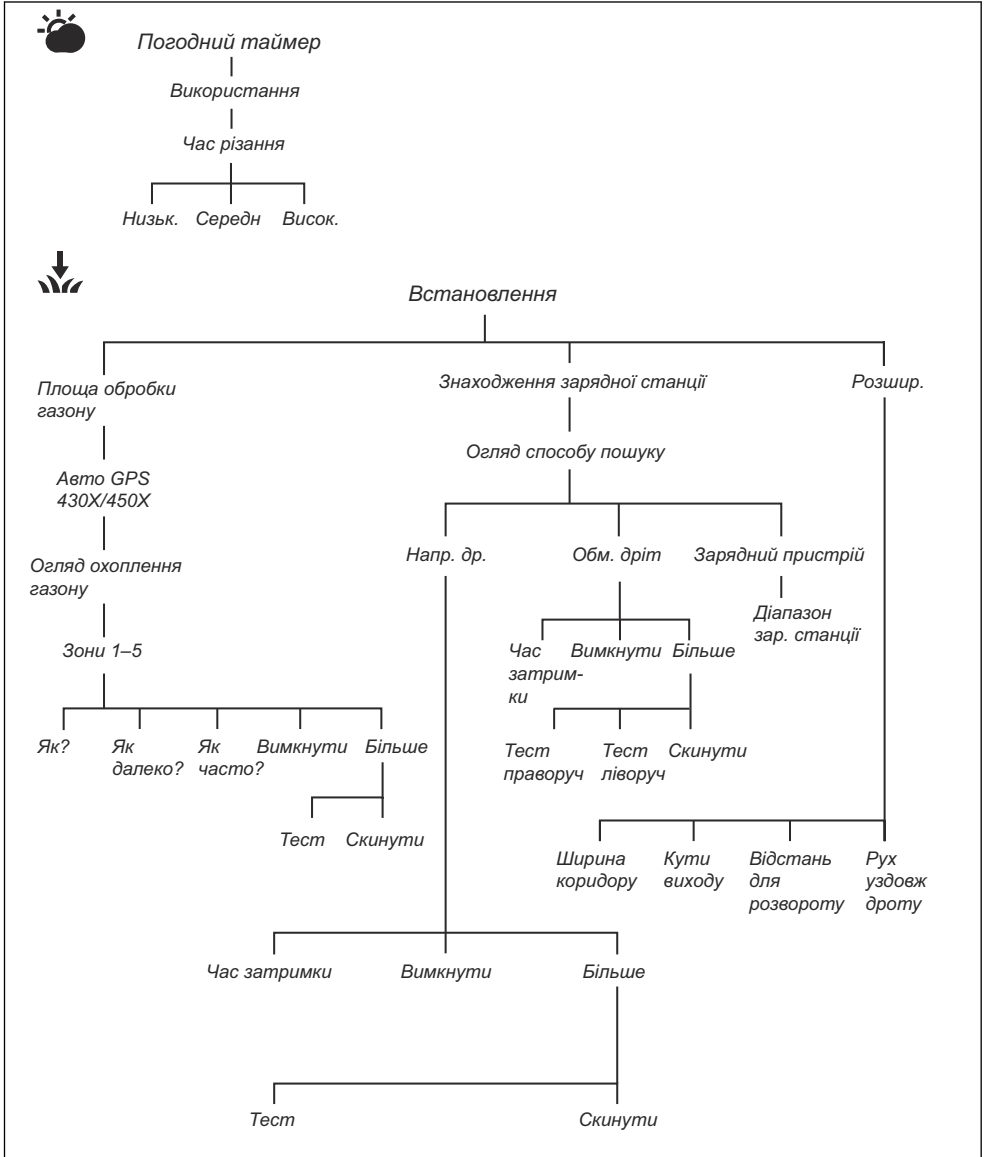 Погодний таймер
Використання
Час різання
Низьк. Середн Висок.
Встановлення
Площа обробки
газону
Знаходження зарядної станції
Розшир.
Огляд способу пошуку
Авто GPS
430X/450X
Напр. др.
Обм. дріт
Зарядний пристрій
Огляд охоплення
газону
Діапазон
зар. станції
Зони 1–5
Час
затрим-
ки
Вимкнути
Більше
Як?
Як
далеко?
Як
часто?
Вимкнути
Більше
Тест
праворуч
Тест
ліворуч
Скинути
Тест
Скинути
Ширина
коридору
Кути
виходу
Відстань
для
розвороту
Рух
уздовж
дроту
Час затримки
Вимкнути
Більше
Тест
Скинути